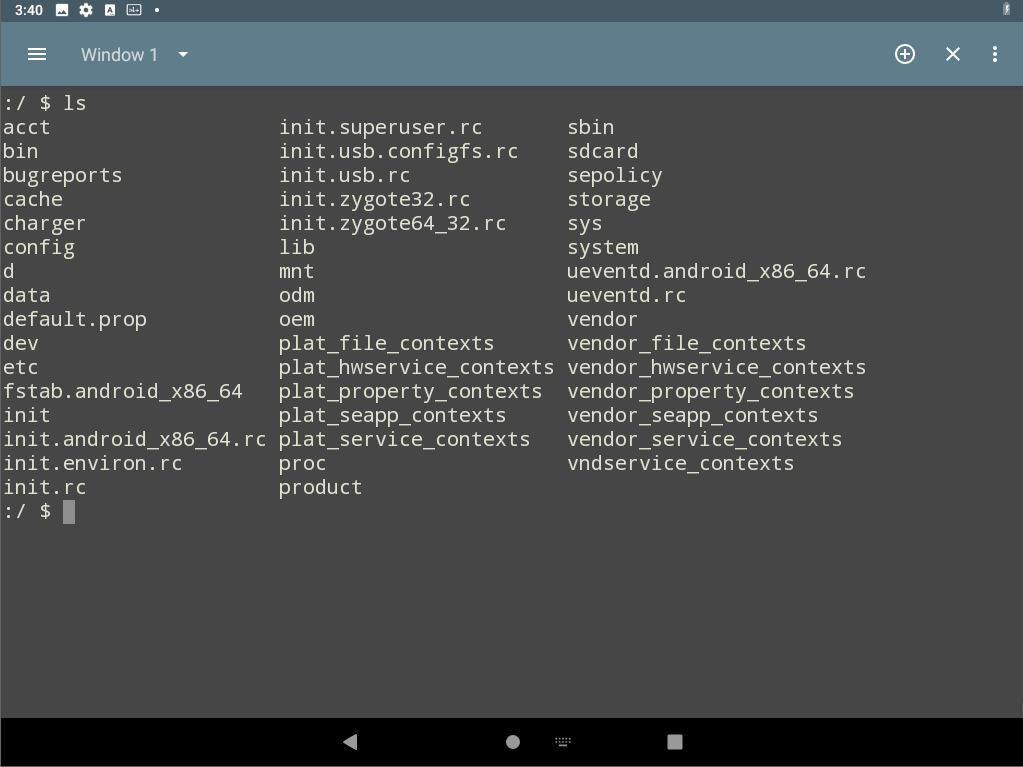 3:40
Window 1
:/ $ ls
acct init.superuser.rc sbin
bin init.usb.configfs.rc sdcard
bugreports init.usb.rc sepolicy
cache init.zygote32.rc storage
charger init.zygote64_32.rc sys
config lib system
d mnt ueventd.android_x86_64.rc
data odm ueventd.rc
default.prop oem vendor
dev plat_file_contexts vendor_file_contexts
etc plat_hwservice_contexts vendor_hwservice_contexts
fstab.android_x86_64 plat_property_contexts vendor_property_contexts
init plat_seapp_contexts vendor_seapp_contexts
init.android_x86_64.rc plat_service_contexts vendor_service_contexts
init.environ.rc proc vndservice_contexts
init.rc product
:/ $